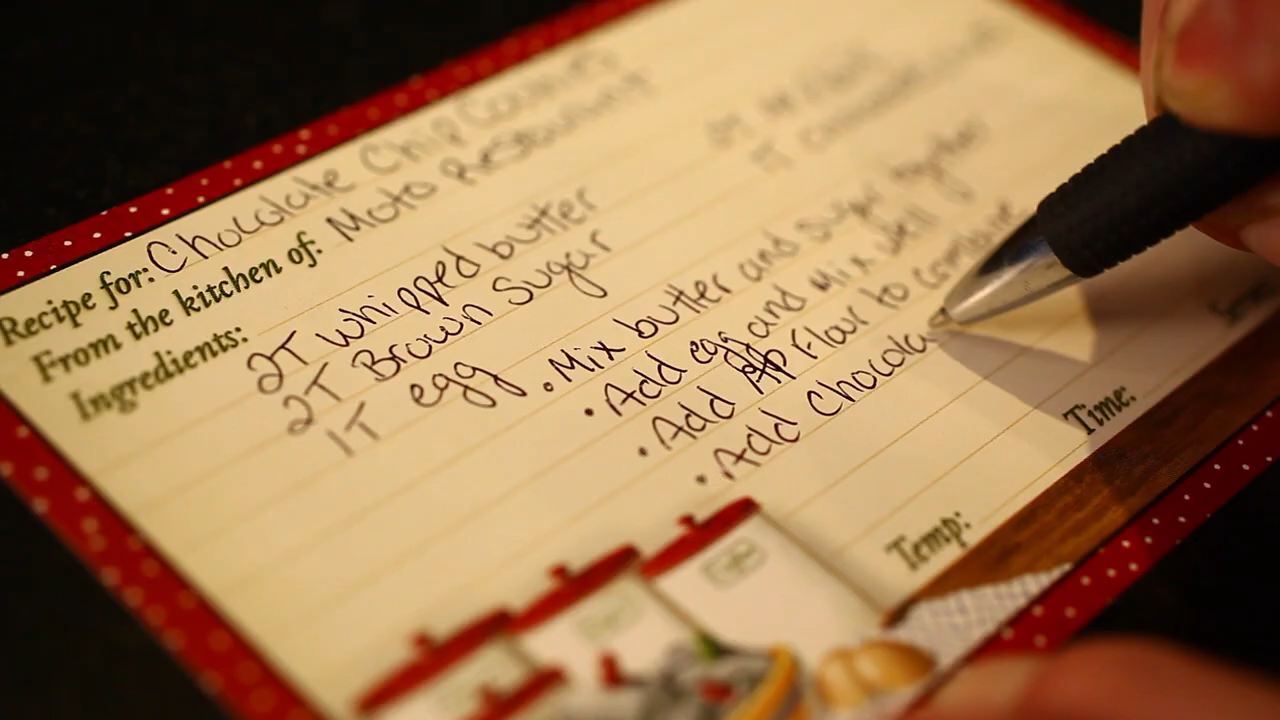 Recipe for: Chocolate Chip Cookies
From the kitchen of: Moto Restaurant
Ingredients:
2T whipped butter
2T Brown Sugar
1T egg
• Mix butter and sugar together
• Add egg and mix well
• Add AP Flour to combine
• Add Chocola
Time:
Temp: